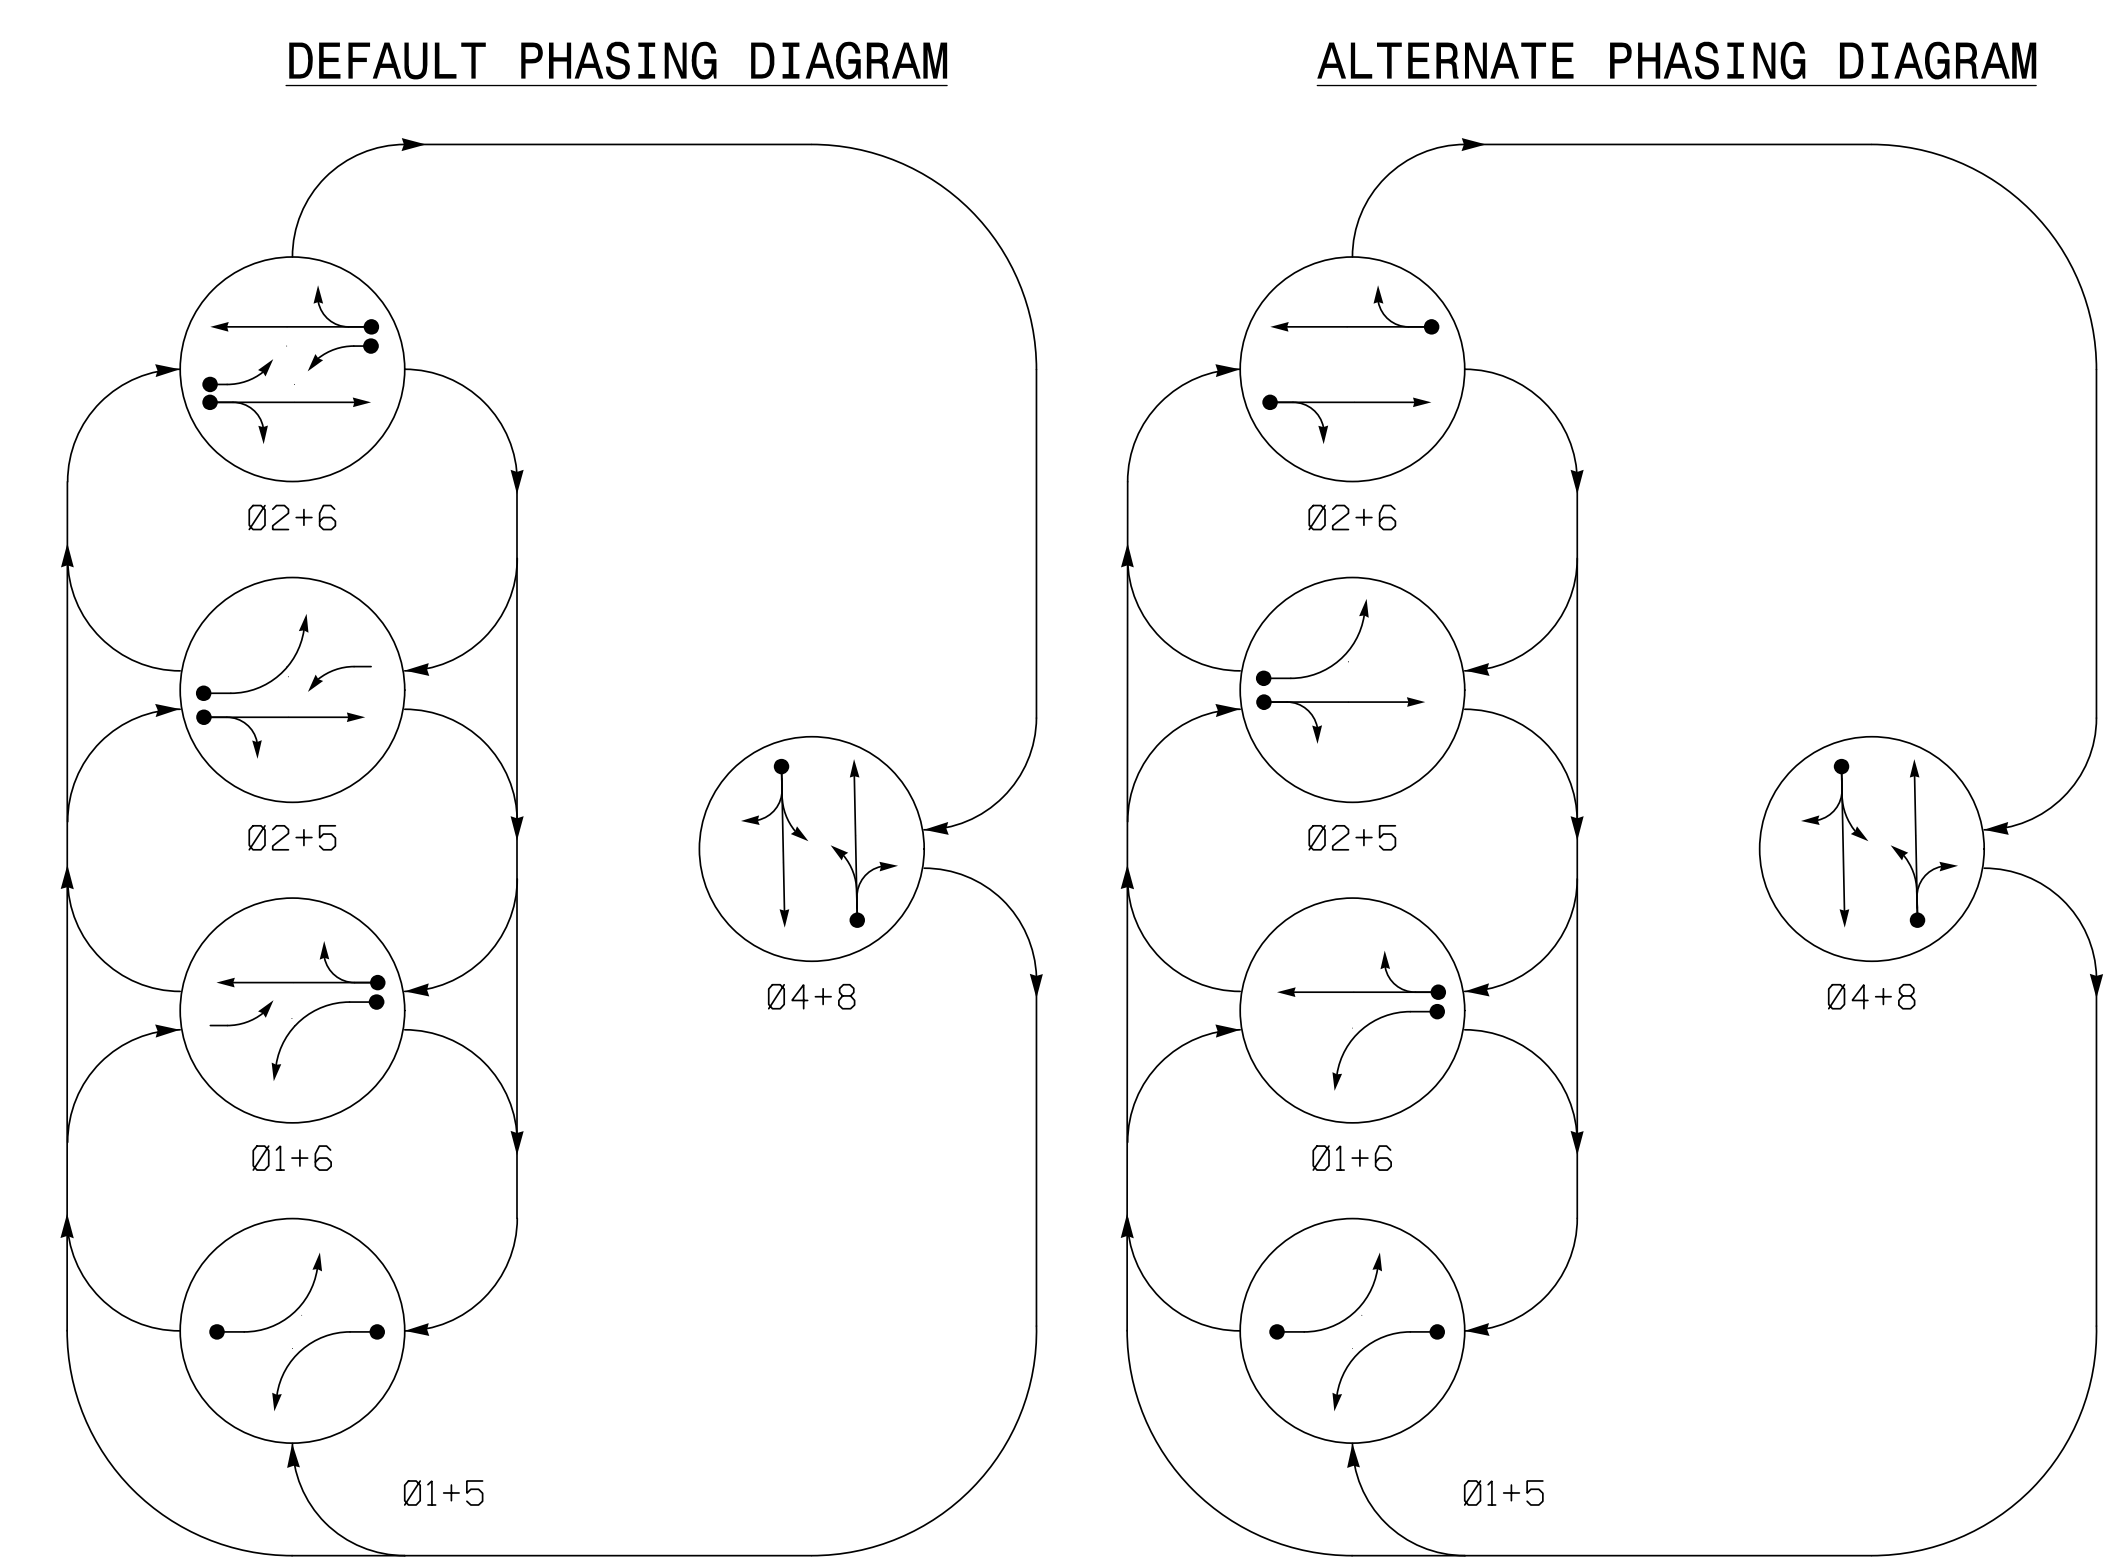 DEFAULT PHASING DIAGRAM
Ø2+6
Ø2+5
Ø4+8
Ø1+6
Ø1+5
ALTERNATE PHASING DIAGRAM
Ø2+6
Ø2+5
Ø4+8
Ø1+6
Ø1+5